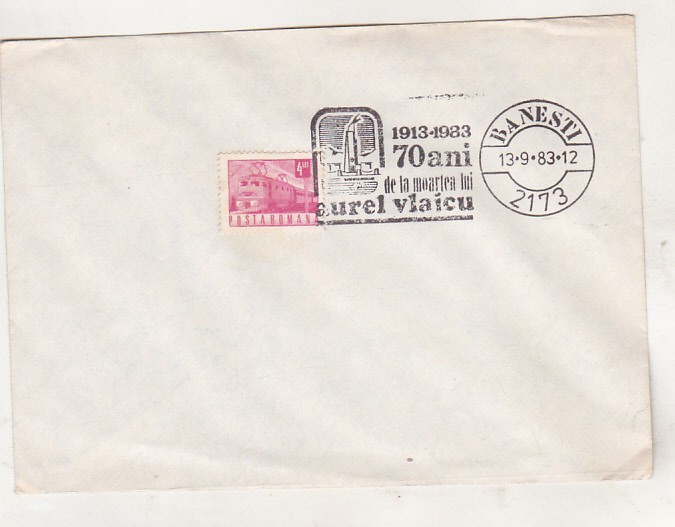 1913·1983
70 ani
de la moartea lui
aurel vlaicu
BANESTI
13·9·83·12
2173
4 LEI
POSTA ROMANA